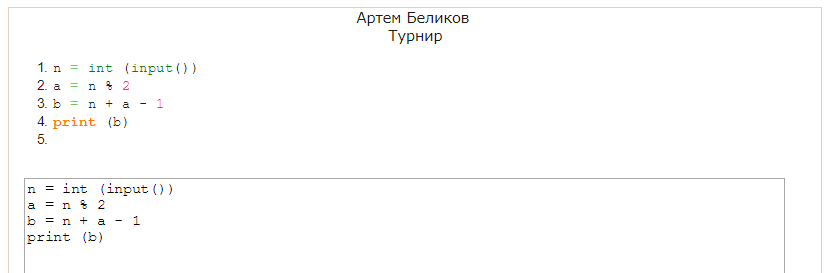 Артем Беликов
Турнир
1. n = int (input())
2. a = n % 2
3. b = n + a - 1
4. print (b)
5.
n = int (input())
a = n % 2
b = n + a - 1
print (b)